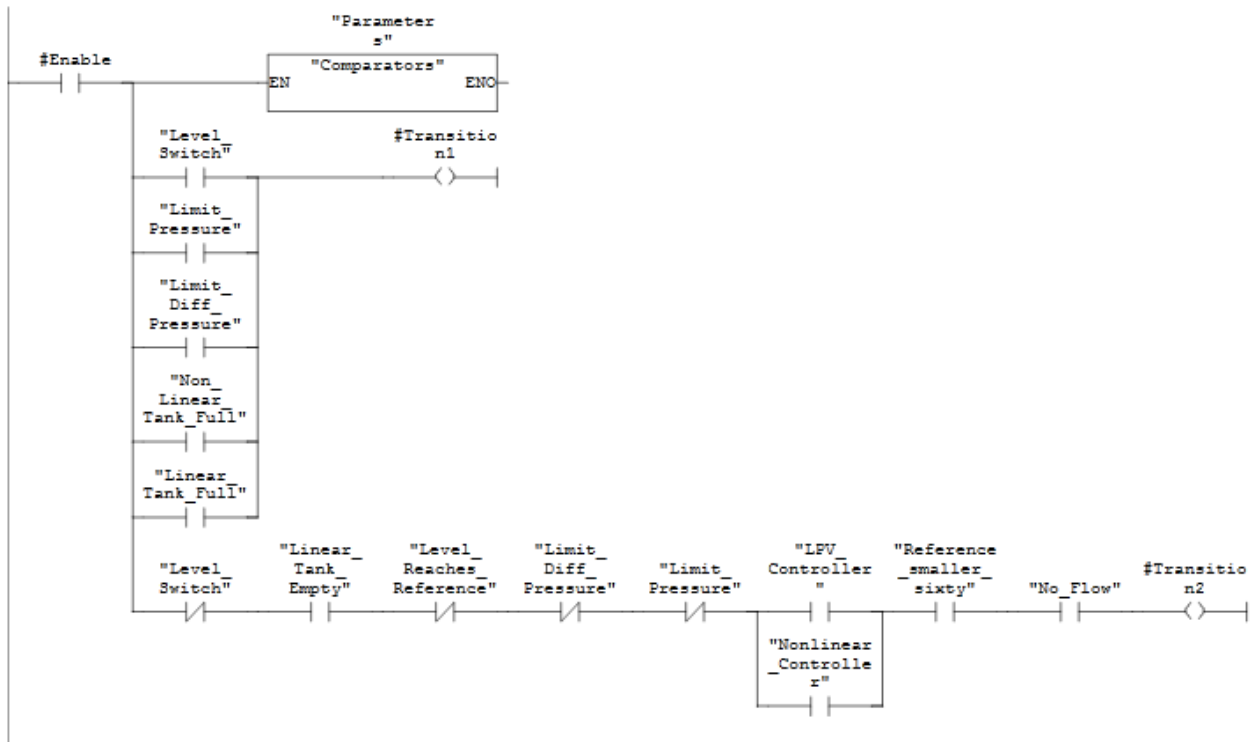 "Parameter
s"
#Enable
"Comparators"
EN
ENO
"Level_
Switch"
#Transitio
n1
"Limit_
Pressure"
"Limit_
Diff_
Pressure"
"Non_
Linear_
Tank_Full"
"Linear_
Tank_Full"
"Level_
Switch"
"Linear_
Tank_
Empty"
"Level_
Reaches_
Reference"
"Limit_
Diff_
Pressure"
"Limit_
Pressure"
"LPV_
Controller
"
"Reference
_smaller_
sixty"
"No_Flow"
#Transitio
n2
"Nonlinear
_Controlle
r"